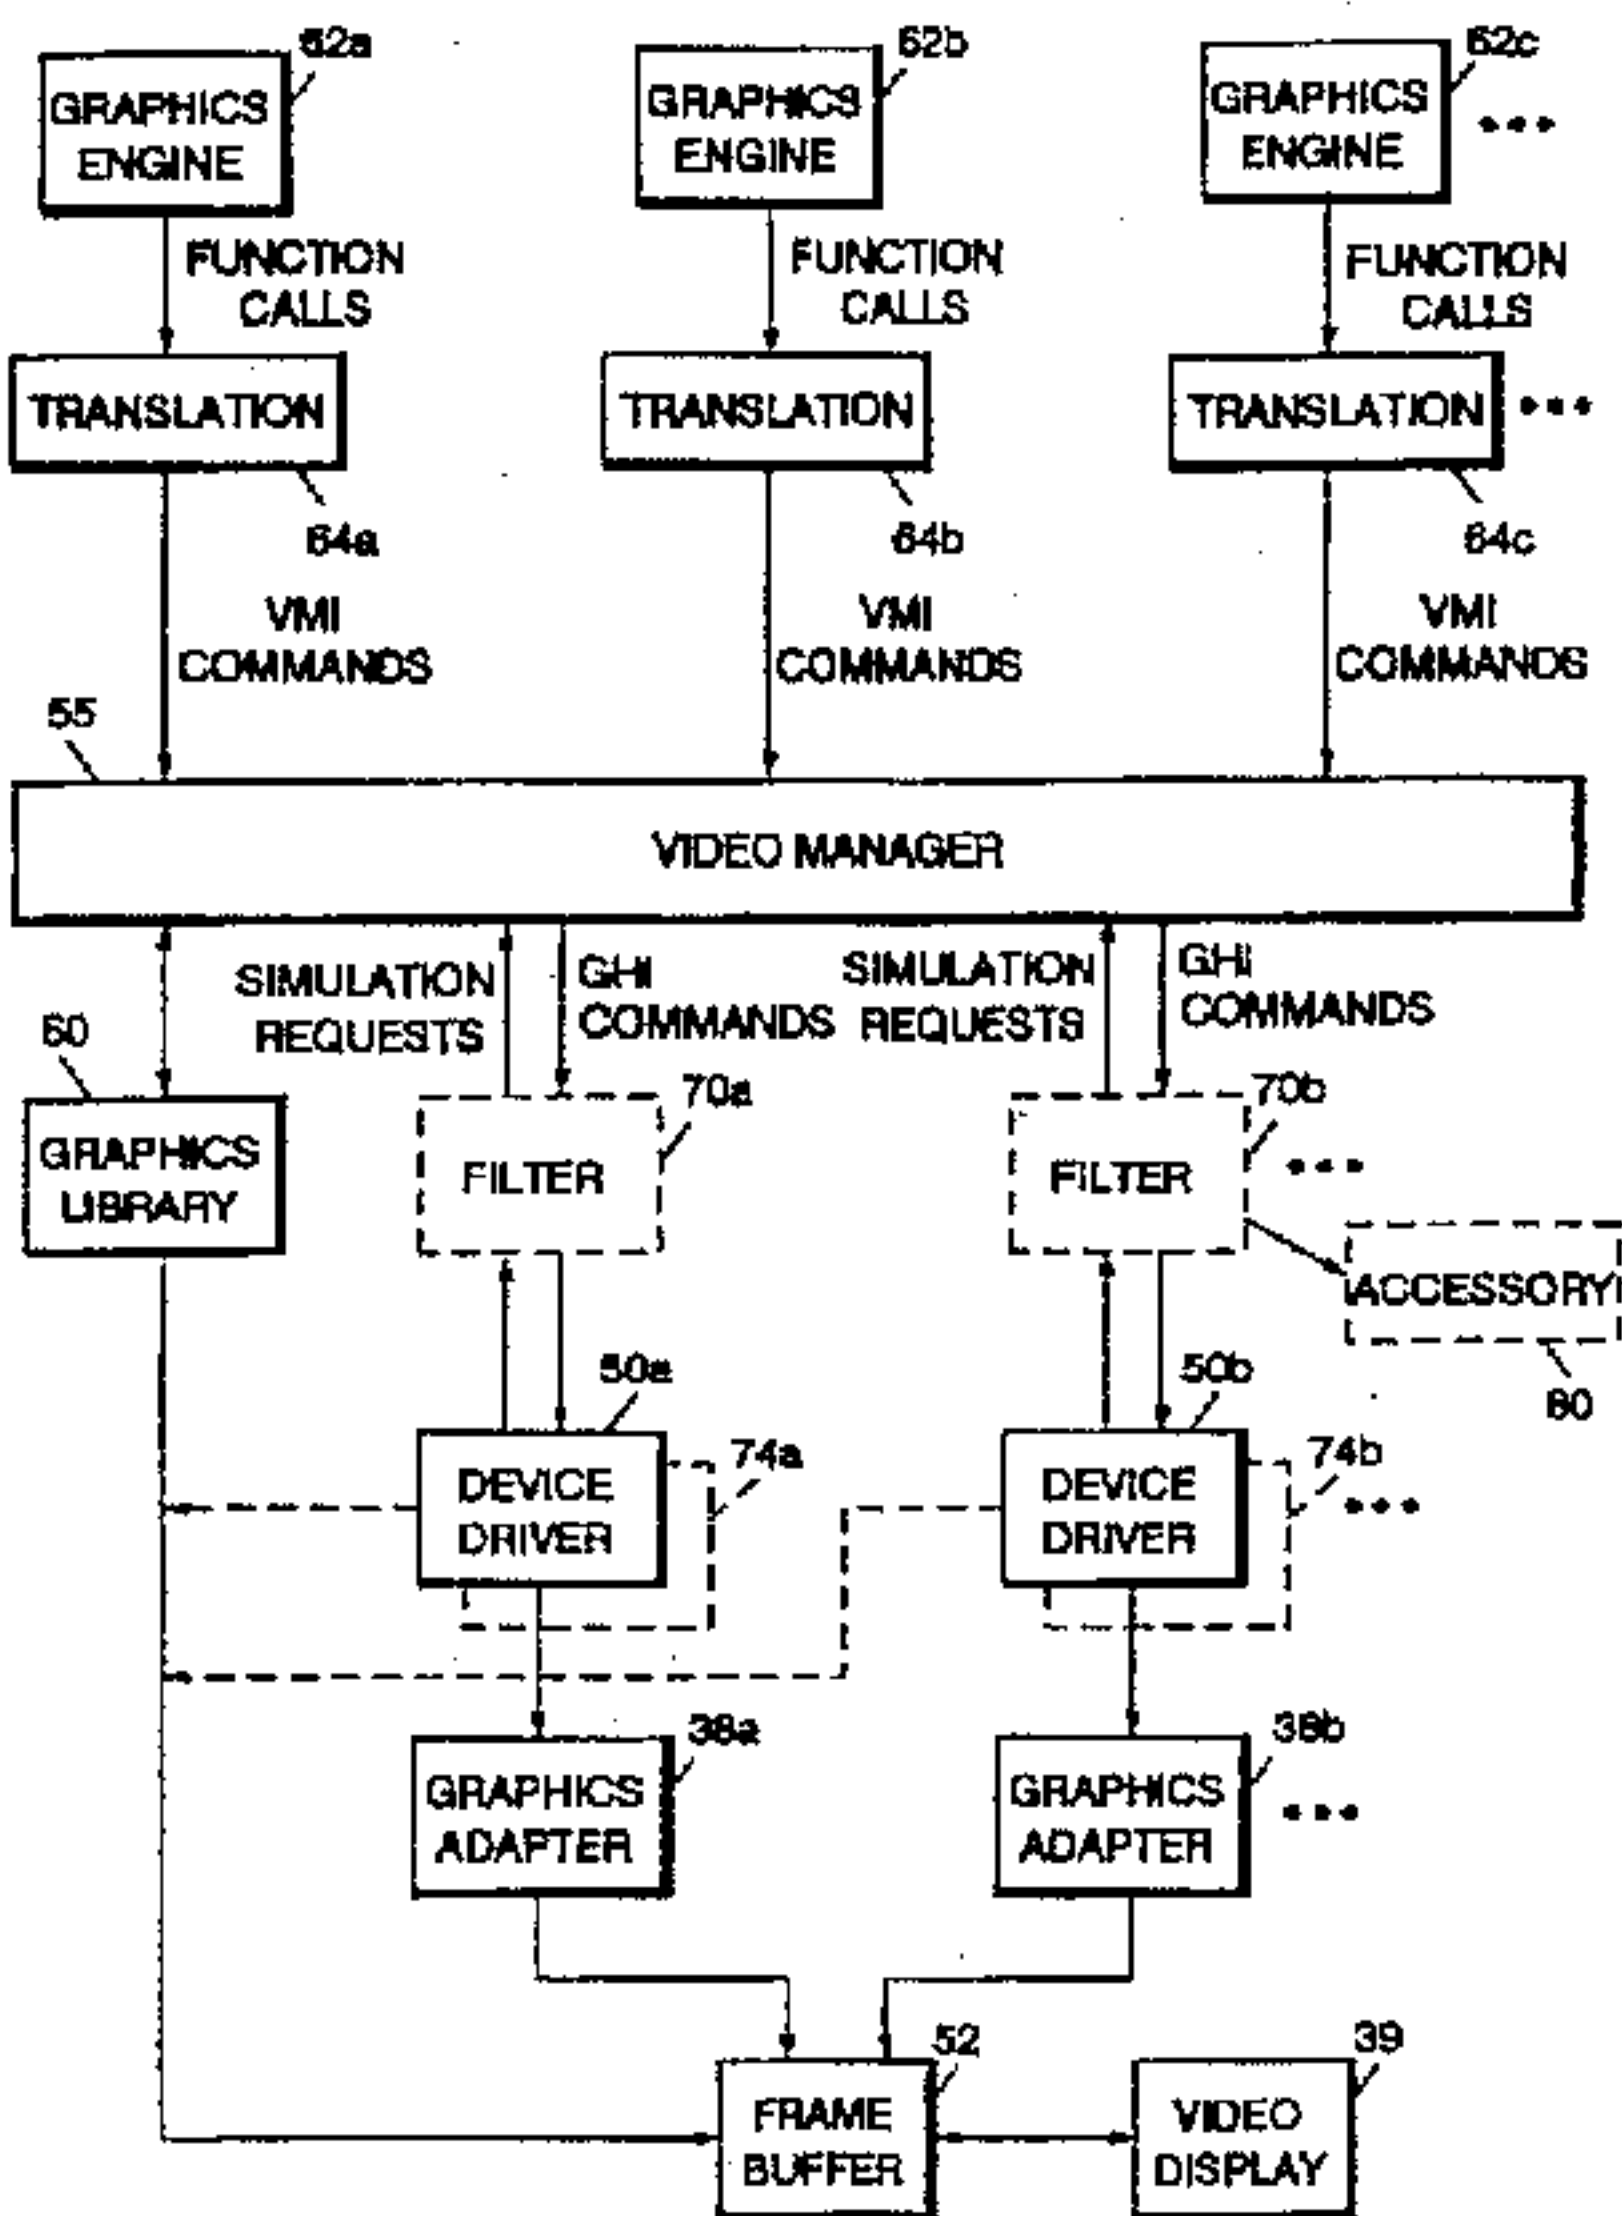 62a
62b
62c
GRAPHICS
ENGINE
GRAPHICS
ENGINE
GRAPHICS
ENGINE
FUNCTION
CALLS
FUNCTION
CALLS
FUNCTION
CALLS
TRANSLATION
TRANSLATION
TRANSLATION
64a
64b
64c
VMI
COMMANDS
VMI
COMMANDS
VMI
COMMANDS
55
VIDEO MANAGER
SIMULATION
REQUESTS
GHI
COMMANDS
SIMULATION
REQUESTS
GHI
COMMANDS
60
GRAPHICS
LIBRARY
70a
FILTER
70b
FILTER
ACCESSORY
50a
50b
DEVICE
DRIVER
74a
DEVICE
DRIVER
74b
38a
GRAPHICS
ADAPTER
38b
GRAPHICS
ADAPTER
52
FRAME
BUFFER
39
VIDEO
DISPLAY